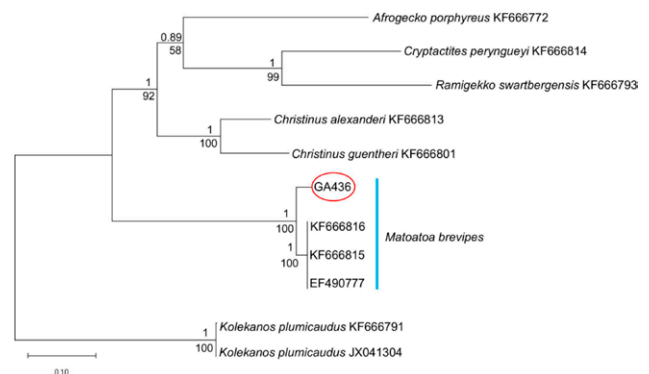 Afrogecko porphyreus KF666772
0.89
58
Cryptactites peryngueyi KF666814
1
99
Ramigekko swartbergensis KF666793
1
92
Christinus alexanderi KF666813
1
100
Christinus guentheri KF666801
GA436
1
100
KF666816
KF666815
1
100
EF490777
Matoatoa brevipes
Kolekanos plumicaudus KF666791
1
100
Kolekanos plumicaudus JX041304
0.10